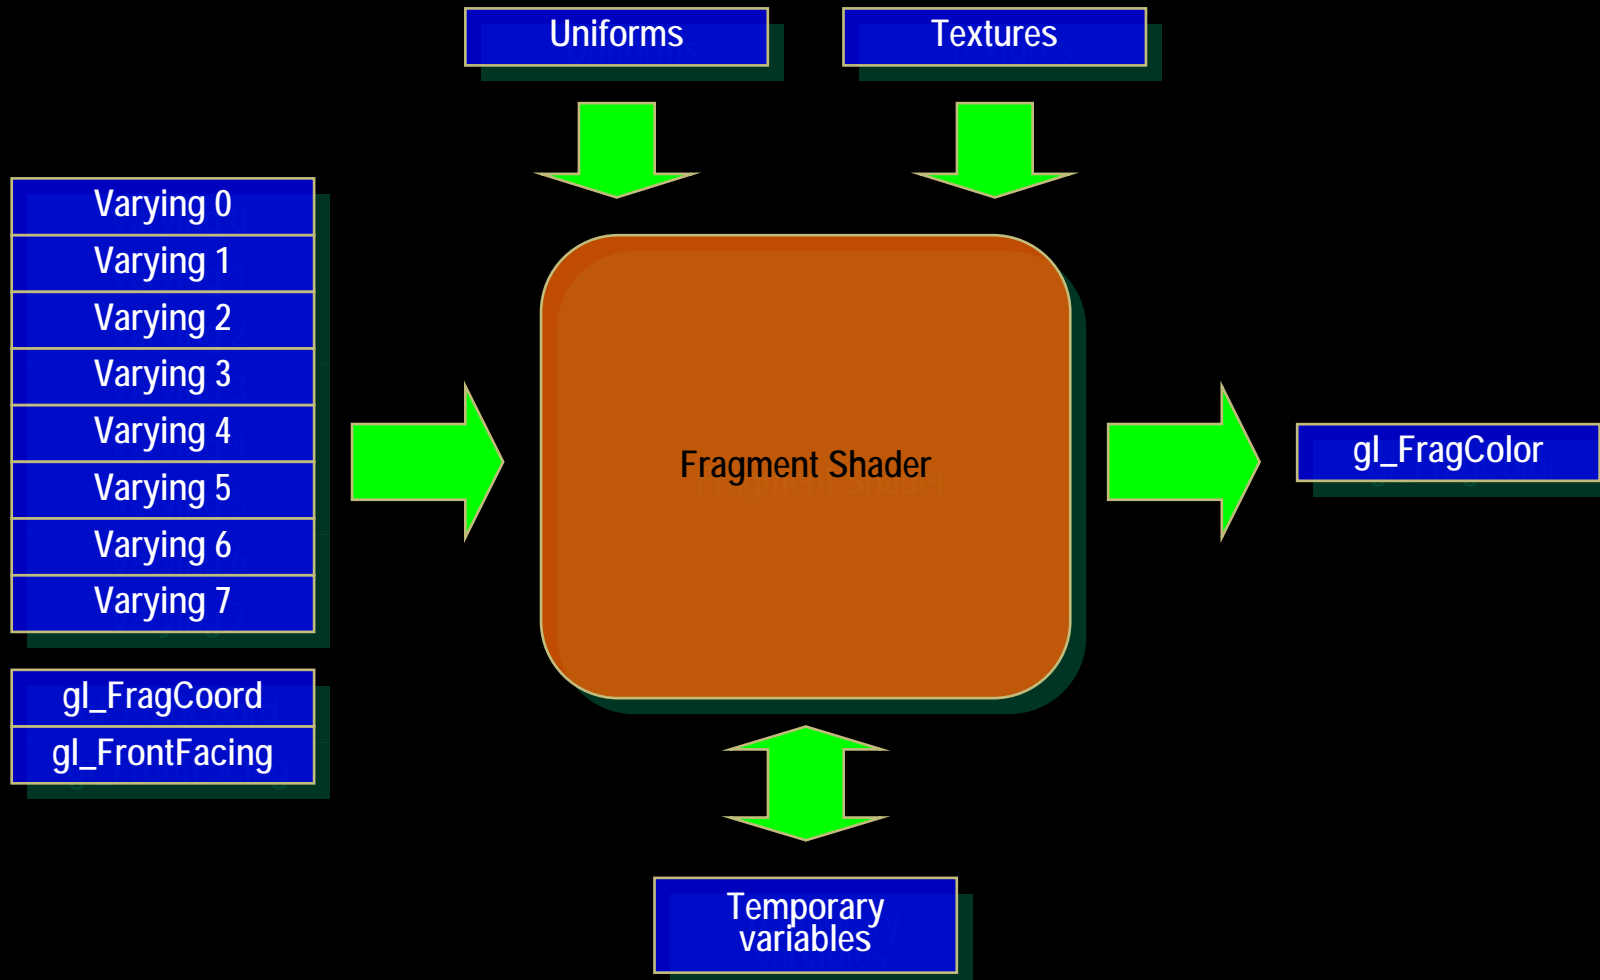 Uniforms
Textures
Varying 0
Varying 1
Varying 2
Varying 3
Varying 4
Varying 5
Varying 6
Varying 7
gl_FragCoord
gl_FrontFacing
Fragment Shader
gl_FragColor
Temporary
variables